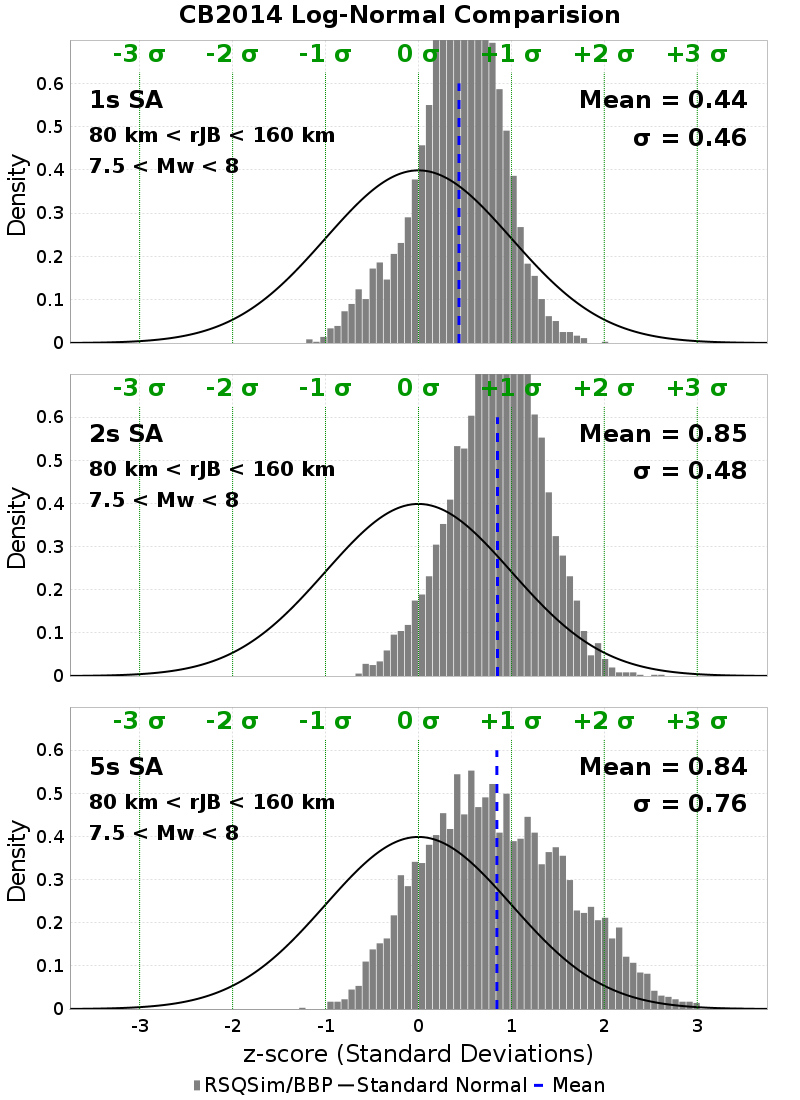 CB2014 Log-Normal Comparision
-3 σ -2 σ -1 σ 0 σ +1 σ +2 σ +3 σ
1s SA
80 km < rJB < 160 km
7.5 < Mw < 8
Mean = 0.44
σ = 0.46
Density
0.6
0.5
0.4
0.3
0.2
0.1
0
-3 σ -2 σ -1 σ 0 σ +1 σ +2 σ +3 σ
2s SA
80 km < rJB < 160 km
7.5 < Mw < 8
Mean = 0.85
σ = 0.48
Density
0.6
0.5
0.4
0.3
0.2
0.1
0
-3 σ -2 σ -1 σ 0 σ +1 σ +2 σ +3 σ
5s SA
80 km < rJB < 160 km
7.5 < Mw < 8
Mean = 0.84
σ = 0.76
Density
0.6
0.5
0.4
0.3
0.2
0.1
0
-3 -2 -1 0 1 2 3
z-score (Standard Deviations)
RSQSim/BBP Standard Normal Mean